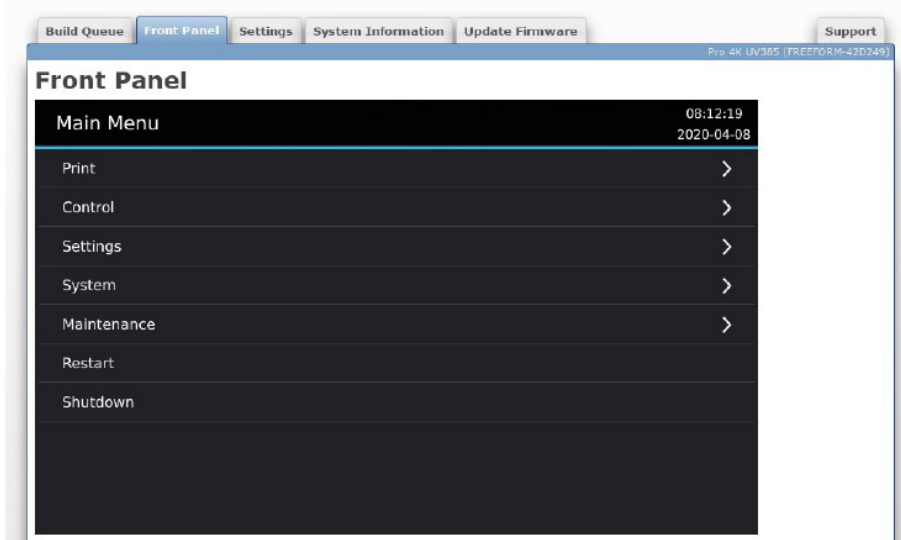 Build Queue Front Panel Settings System Information Update Firmware Support
Pro 4K UV385 (FREEFORM-42D249)
Front Panel
Main Menu
08:12:19
2020-04-08
Print
Control
Settings
System
Maintenance
Restart
Shutdown